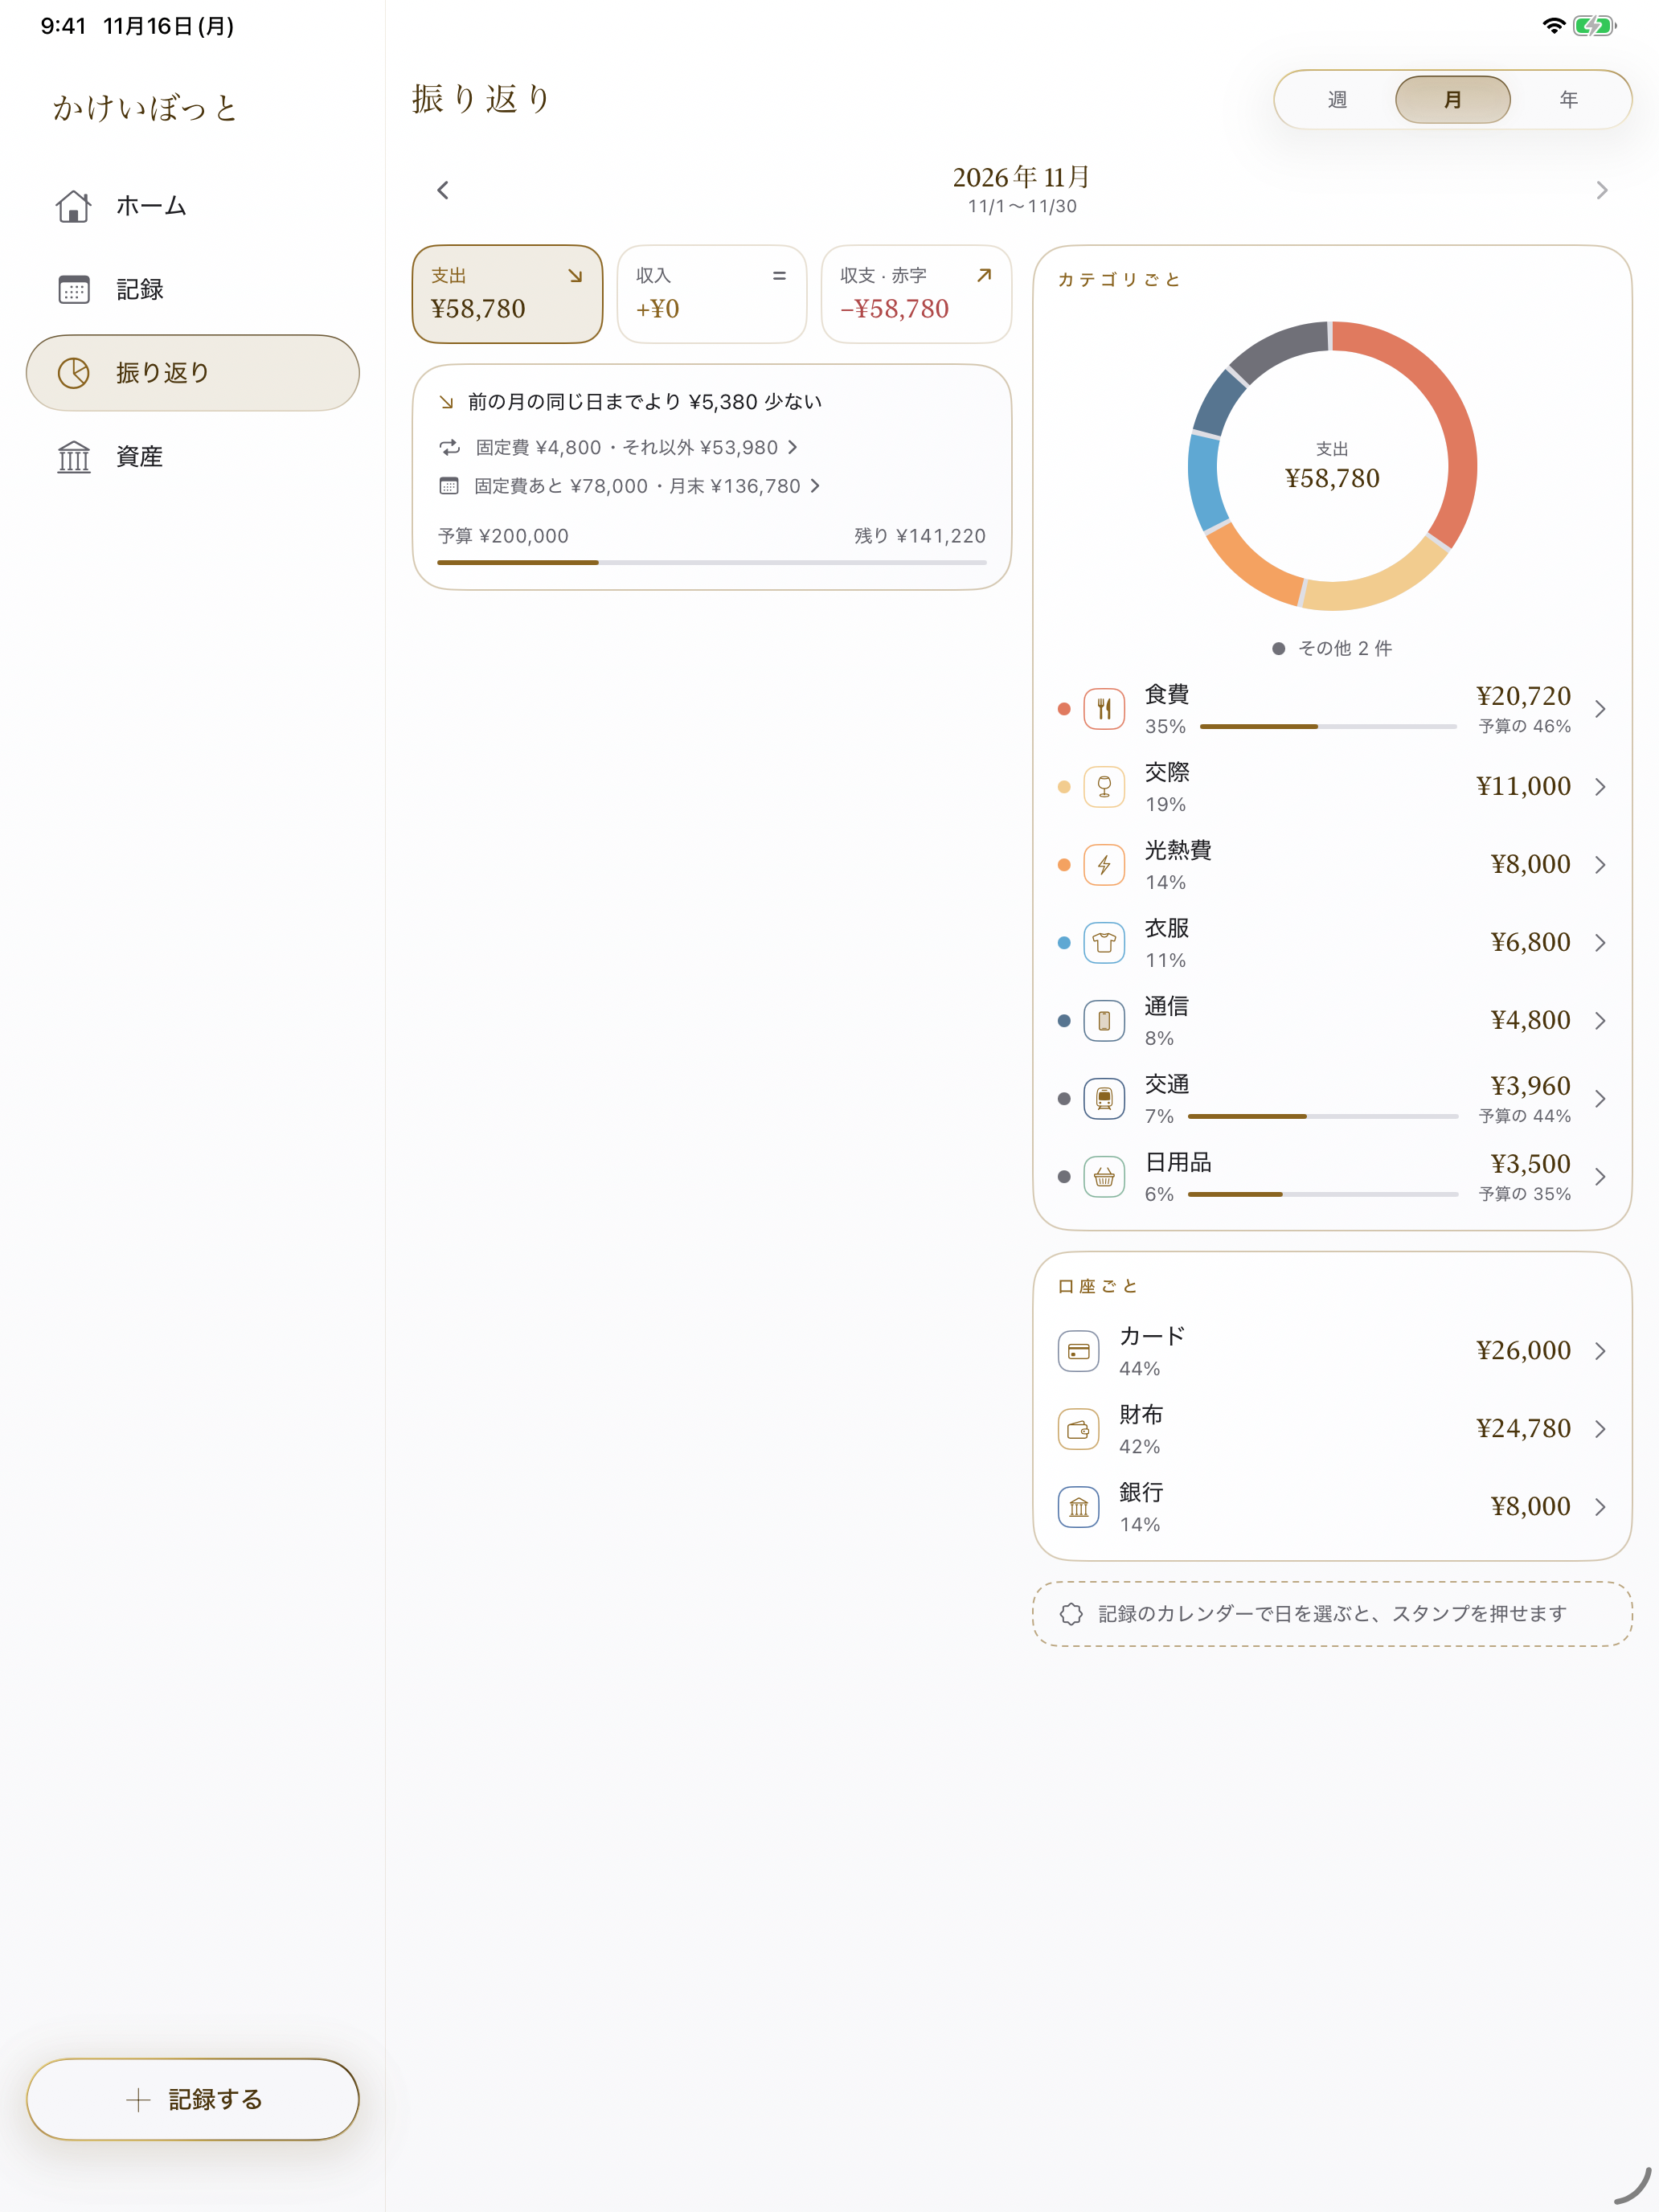 9:41 11月16日(月)
かけいぼっと
ホーム
記録
振り返り
資産
記録する
振り返り
週
月
年
2026年 11月
11/1〜11/30
支出
¥58,780
収入
=
+¥0
収支・赤字
−¥58,780
前の月の同じ日までより ¥5,380 少ない
固定費 ¥4,800・それ以外 ¥53,980
固定費あと ¥78,000・月末 ¥136,780
予算 ¥200,000
残り ¥141,220
カテゴリごと
支出
¥58,780
その他 2 件
食費
¥20,720
35%
予算の 46%
交際
¥11,000
19%
光熱費
¥8,000
14%
衣服
¥6,800
11%
通信
¥4,800
8%
交通
¥3,960
7%
予算の 44%
日用品
¥3,500
6%
予算の 35%
口座ごと
カード
¥26,000
44%
財布
¥24,780
42%
銀行
¥8,000
14%
記録のカレンダーで日を選ぶと、スタンプを押せます